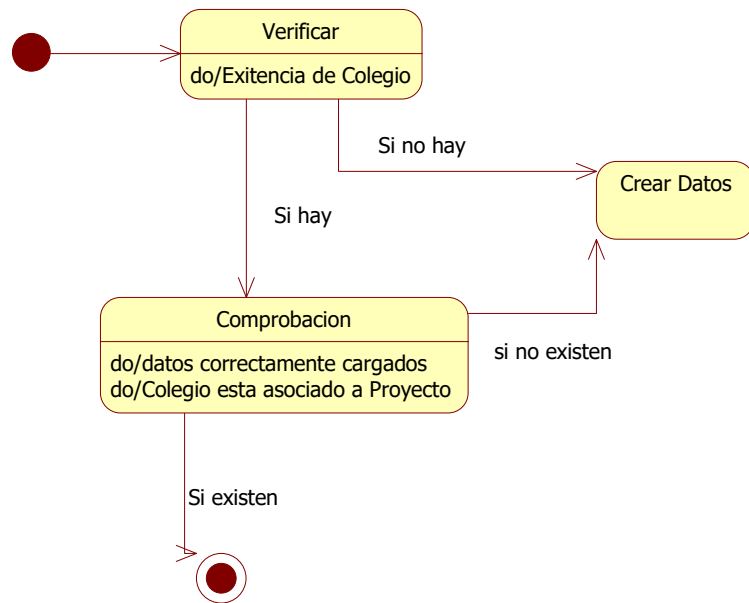 Verificar
do/Exitencia de Colegio
Si no hay
Crear Datos
Si hay
Comprobacion
do/datos correctamente cargados
do/Colegio esta asociado a Proyecto
si no existen
Si existen